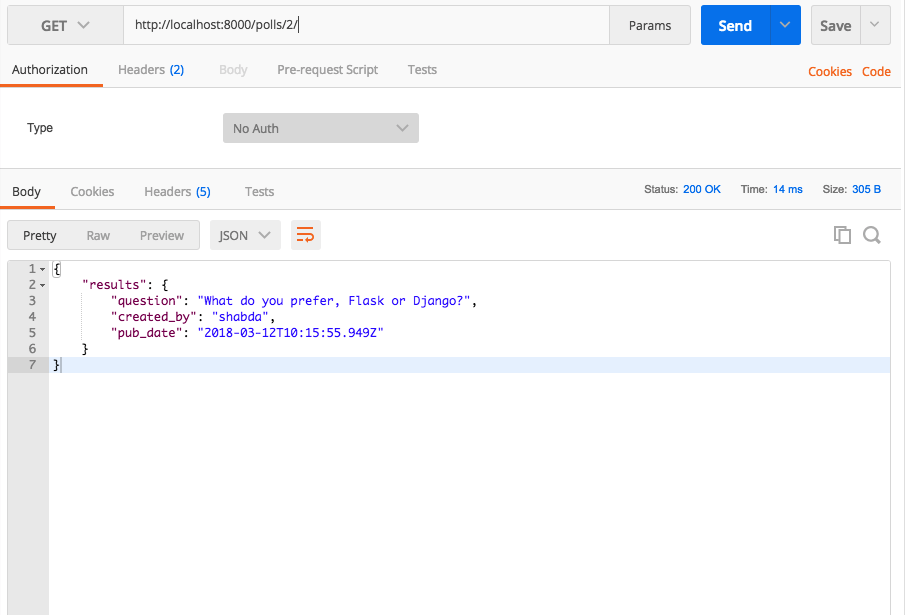 GET http://localhost:8000/polls/2/ Params Send Save
Authorization Headers (2) Body Pre-request Script Tests Cookies Code
Type No Auth
Body Cookies Headers (5) Tests Status: 200 OK Time: 14 ms Size: 305 B
Pretty Raw Preview JSON
1 {
2 "results": {
3 "question": "What do you prefer, Flask or Django?",
4 "created_by": "shabda",
5 "pub_date": "2018-03-12T10:15:55.949Z"
6 }
7 }